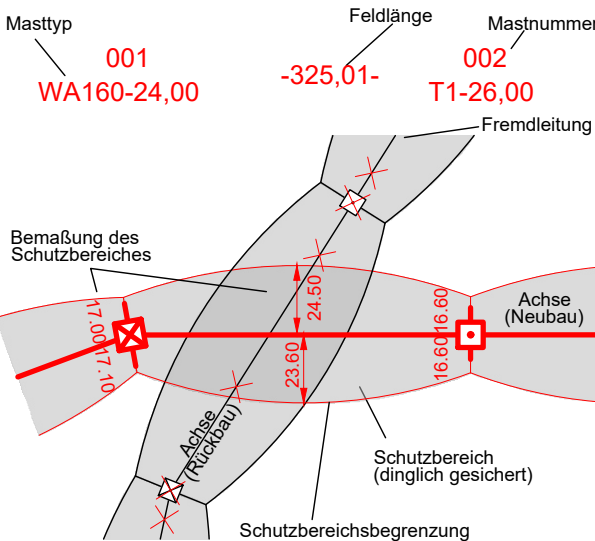 Masttyp
Feldlänge
Mastnummer
001
WA160-24,00
-325,01-
002
T1-26,00
Fremdleitung
Bemaßung des
Schutzbereiches
17.00
17.10
24.50
23.60
16.60
16.60
Achse
(Neubau)
Achse
(Rückbau)
Schutzbereich
(dinglich gesichert)
Schutzbereichsbegrenzung